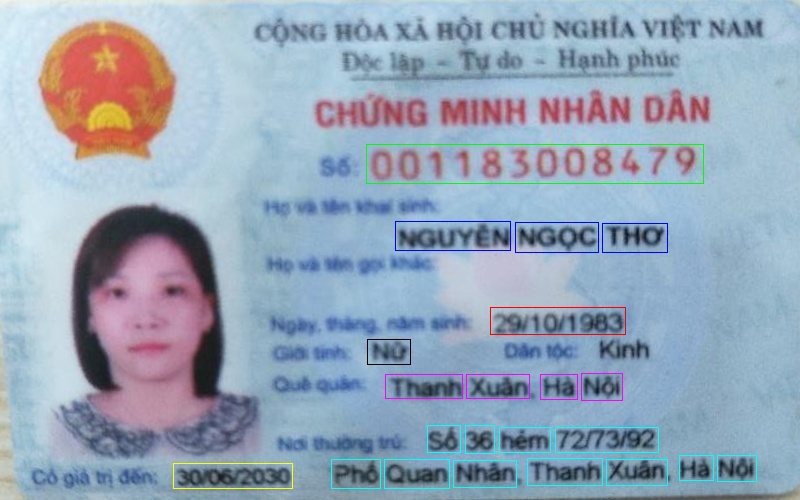 CỘNG HÒA XÃ HỘI CHỦ NGHĨA VIỆT NAM
Độc lập - Tự do - Hạnh phúc
CHỨNG MINH NHÂN DÂN
Số: 001183008479
Họ và tên khai sinh:
NGUYỄN NGỌC THƠ
Họ và tên gọi khác:
Ngày, tháng, năm sinh: 29/10/1983
Giới tính: Nữ Dân tộc: Kinh
Quê quán: Thanh Xuân, Hà Nội
Nơi thường trú: Số 36 hẻm 72/73/92
Phố Quan Nhân, Thanh Xuân, Hà Nội
Có giá trị đến: 30/06/2030